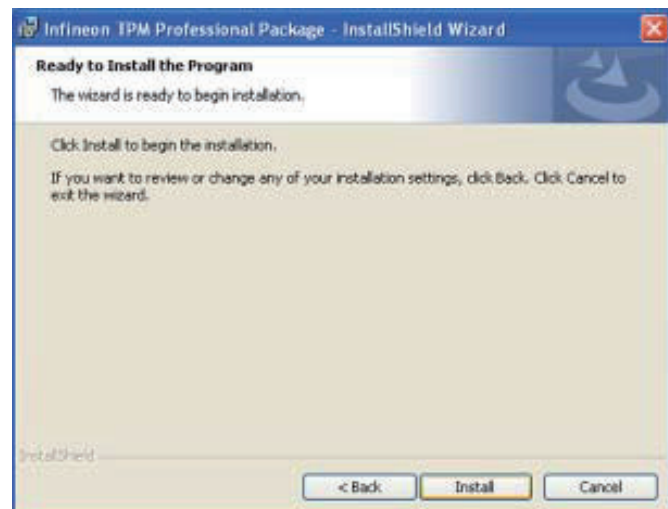 Infineon TPM Professional Package - InstallShield Wizard
Ready to Install the Program
The wizard is ready to begin installation.
Click Install to begin the installation.
If you want to review or change any of your installation settings, click Back. Click Cancel to
exit the wizard.
InstallShield
< Back
Install
Cancel